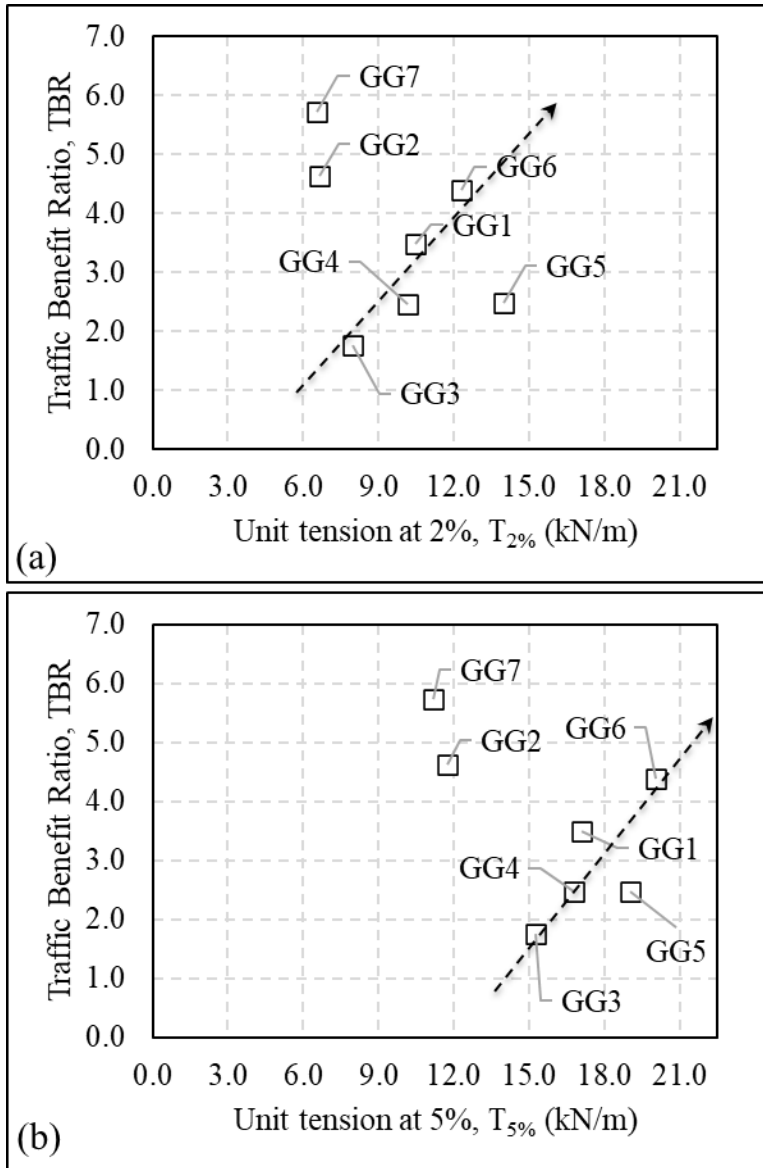 7.0
GG7
6.0
GG2
5.0
GG6
4.0
GG1
3.0
GG4
GG5
2.0
GG3
1.0
0.0
Traffic Benefit Ratio, TBR
0.0 3.0 6.0 9.0 12.0 15.0 18.0 21.0
Unit tension at 2%, T2% (kN/m)
(a)
7.0
6.0
GG7
5.0
GG2
GG6
4.0
3.0
GG1
GG4
2.0
GG5
GG3
1.0
0.0
Traffic Benefit Ratio, TBR
0.0 3.0 6.0 9.0 12.0 15.0 18.0 21.0
Unit tension at 5%, T5% (kN/m)
(b)